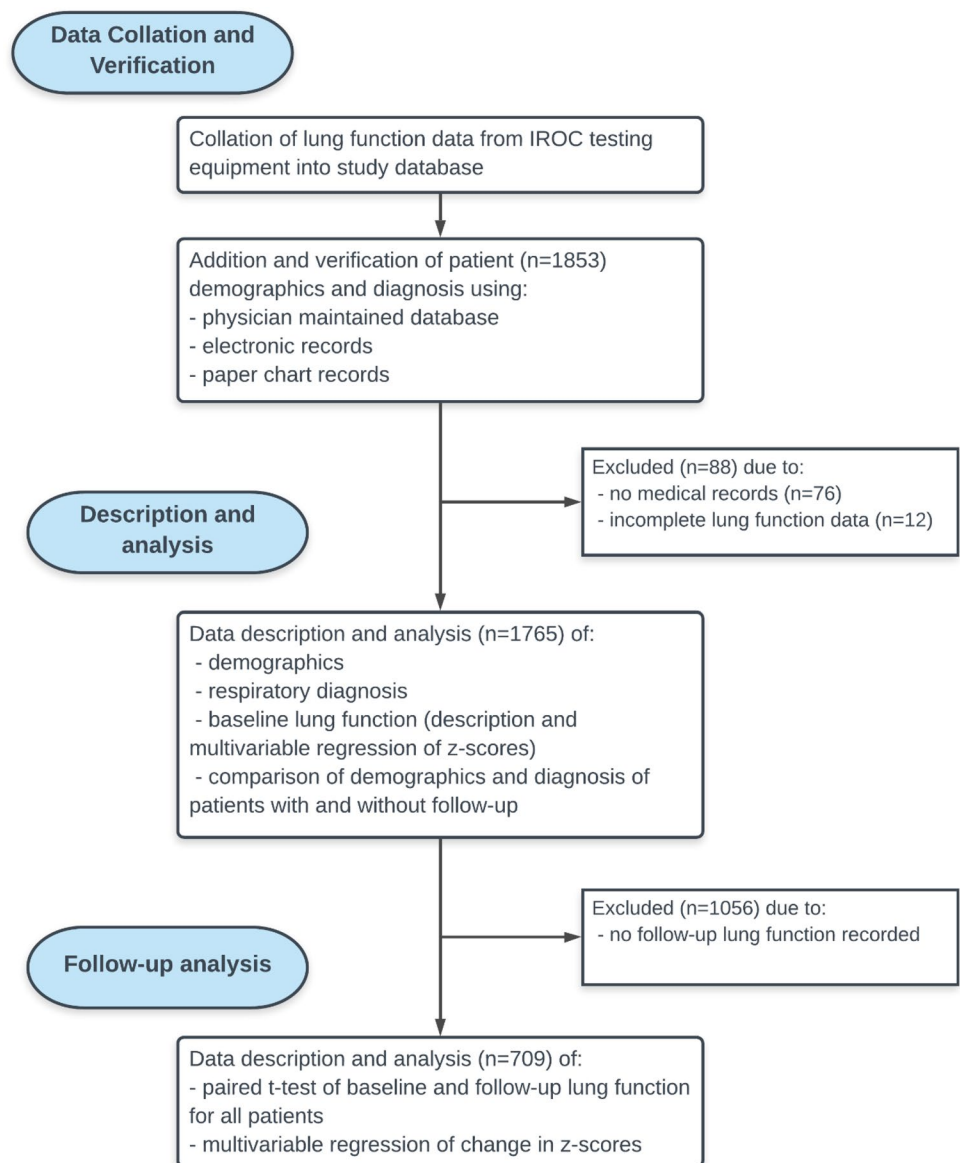 Data Collation and
Verification
Collation of lung function data from IROC testing
equipment into study database
Addition and verification of patient (n=1853)
demographics and diagnosis using:
- physician maintained database
- electronic records
- paper chart records
Excluded (n=88) due to:
- no medical records (n=76)
- incomplete lung function data (n=12)
Description and
analysis
Data description and analysis (n=1765) of:
- demographics
- respiratory diagnosis
- baseline lung function (description and
multivariable regression of z-scores)
- comparison of demographics and diagnosis of
patients with and without follow-up
Excluded (n=1056) due to:
- no follow-up lung function recorded
Follow-up analysis
Data description and analysis (n=709) of:
- paired t-test of baseline and follow-up lung function
for all patients
- multivariable regression of change in z-scores